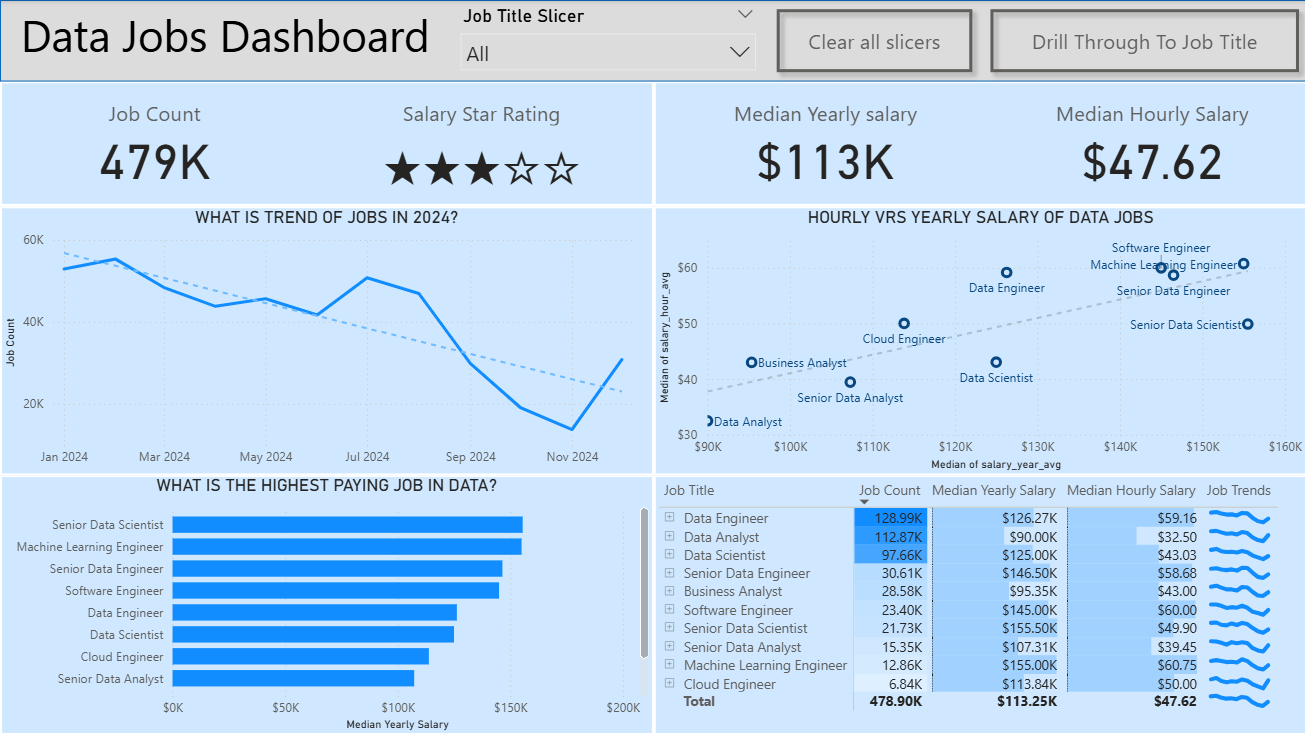 Data Jobs Dashboard
Job Title Slicer
All
Clear all slicers
Drill Through To Job Title
Job Count
479K
Salary Star Rating
★★★☆☆
Median Yearly salary
$113K
Median Hourly Salary
$47.62
WHAT IS TREND OF JOBS IN 2024?
60K
40K
20K
Job Count
Jan 2024 Mar 2024 May 2024 Jul 2024 Sep 2024 Nov 2024
HOURLY VRS YEARLY SALARY OF DATA JOBS
Median of salary_hour_avg
$60
$50
$40
$30
Software Engineer
Machine Learning Engineer
Data Engineer
Senior Data Engineer
Senior Data Scientist
Cloud Engineer
Business Analyst
Data Scientist
Senior Data Analyst
Data Analyst
$90K $100K $110K $120K $130K $140K $150K $160K
Median of salary_year_avg
WHAT IS THE HIGHEST PAYING JOB IN DATA?
Senior Data Scientist
Machine Learning Engineer
Senior Data Engineer
Software Engineer
Data Engineer
Data Scientist
Cloud Engineer
Senior Data Analyst
$0K $50K $100K $150K $200K
Median Yearly Salary
Job Title Job Count Median Yearly Salary Median Hourly Salary Job Trends
Data Engineer 128.99K $126.27K $59.16
Data Analyst 112.87K $90.00K $32.50
Data Scientist 97.66K $125.00K $43.03
Senior Data Engineer 30.61K $146.50K $58.68
Business Analyst 28.58K $95.35K $43.00
Software Engineer 23.40K $145.00K $60.00
Senior Data Scientist 21.73K $155.50K $49.90
Senior Data Analyst 15.35K $107.31K $39.45
Machine Learning Engineer 12.86K $155.00K $60.75
Cloud Engineer 6.84K $113.84K $50.00
Total 478.90K $113.25K $47.62